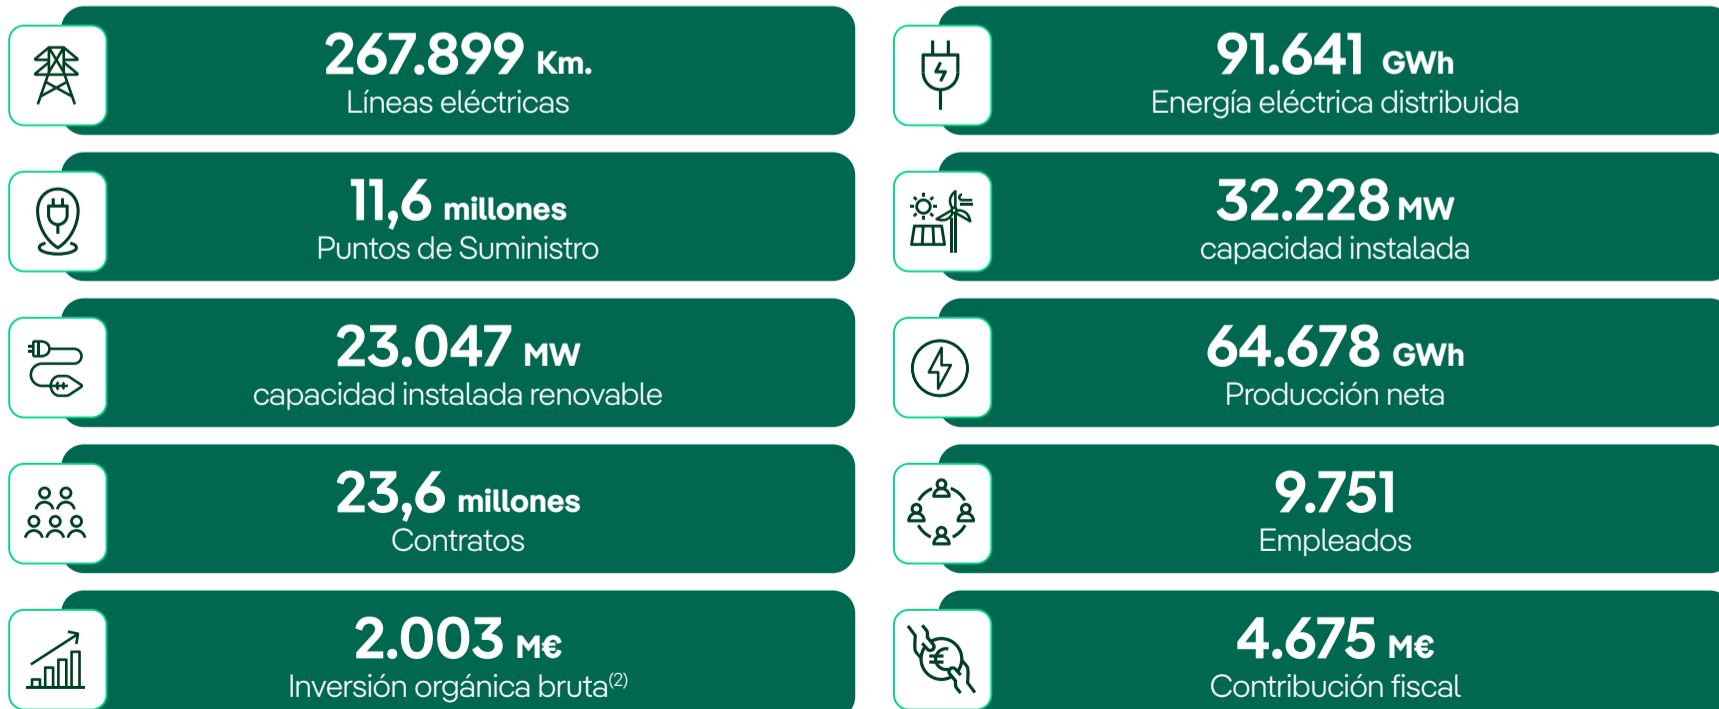 267.899 Km.
Líneas eléctricas
91.641 GWh
Energía eléctrica distribuida
11,6 millones
Puntos de Suministro
32.228 MW
capacidad instalada
23.047 MW
capacidad instalada renovable
64.678 GWh
Producción neta
23,6 millones
Contratos
9.751
Empleados
2.003 M€
Inversión orgánica bruta(2)
4.675 M€
Contribución fiscal